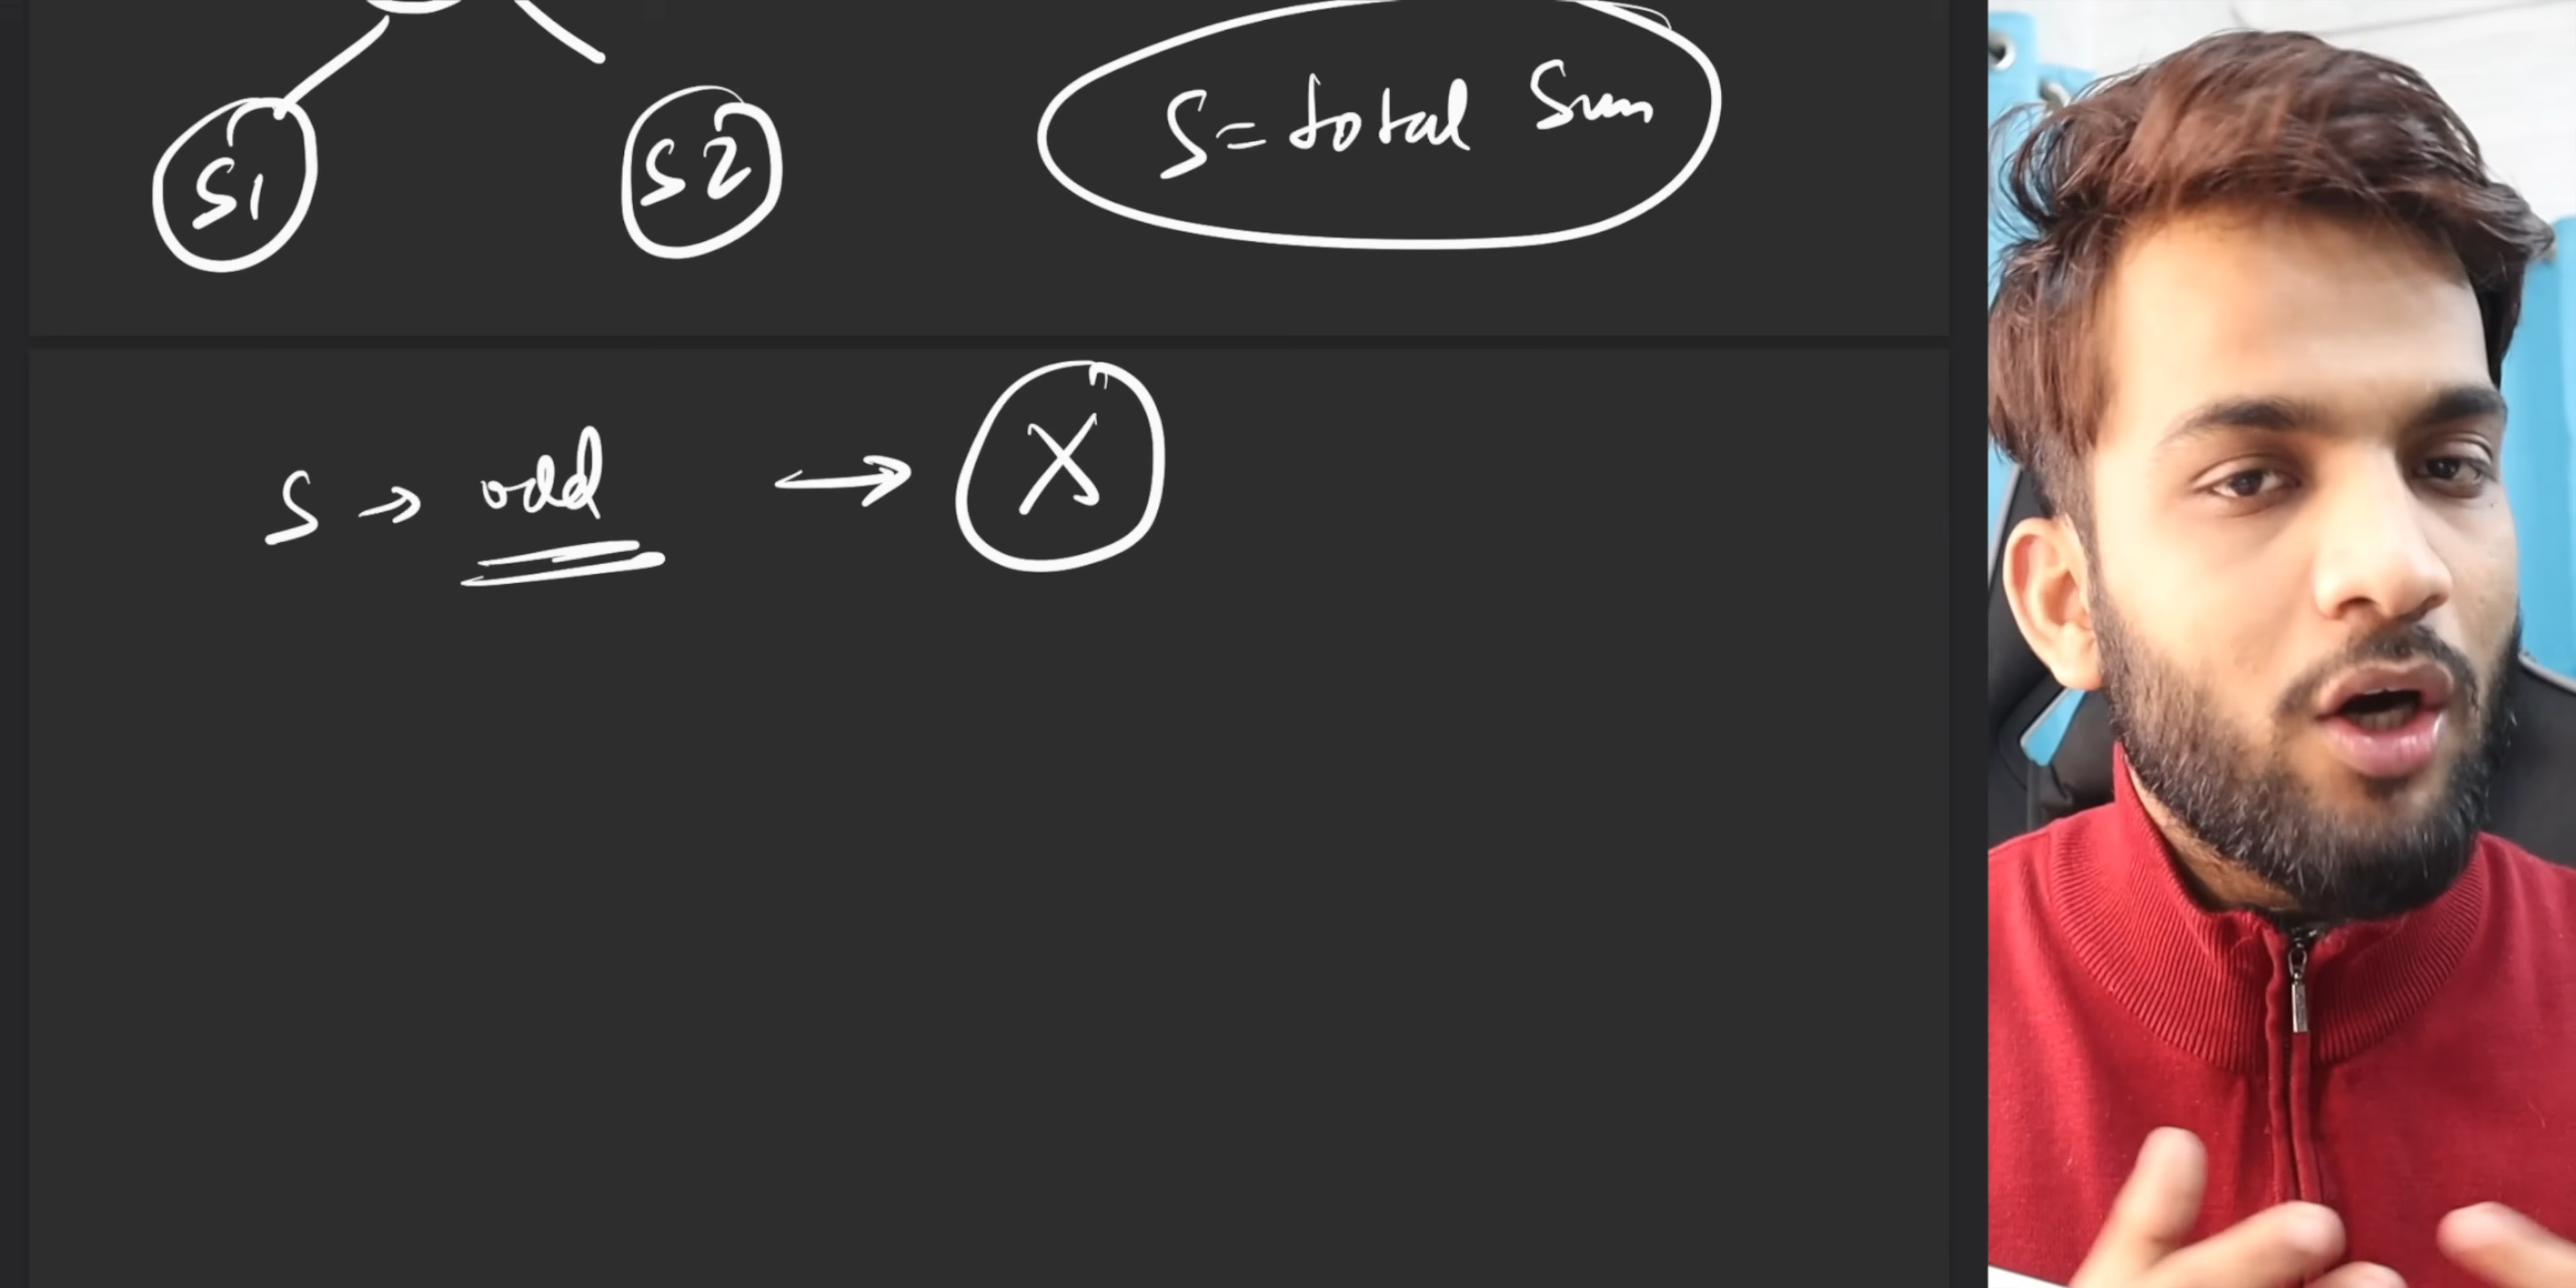 S1
S2
S = total Sum
S → odd ↔ X